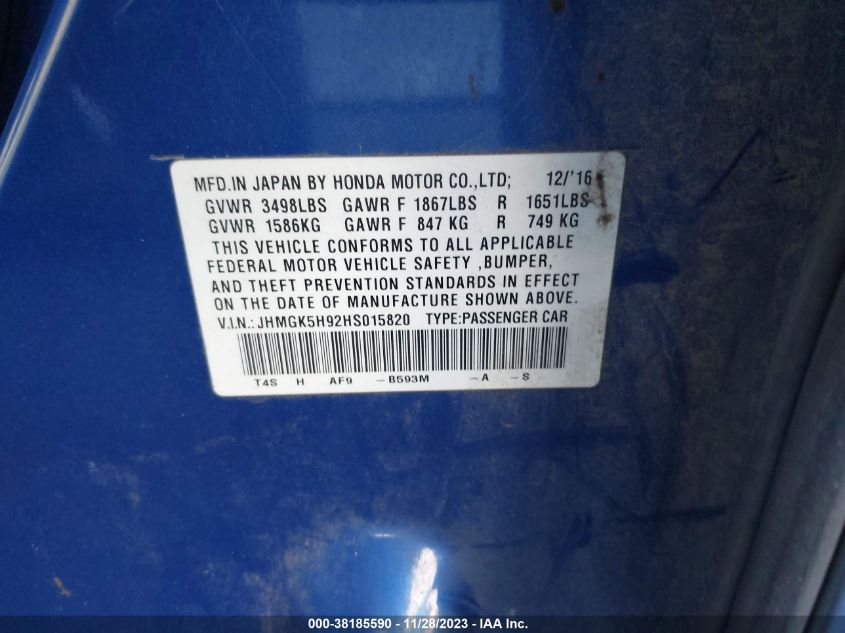 MFD.IN JAPAN BY HONDA MOTOR CO.,LTD; 12/'16
GVWR 3498LBS GAWR F 1867LBS R 1651LBS
GVWR 1586KG GAWR F 847 KG R 749 KG
THIS VEHICLE CONFORMS TO ALL APPLICABLE
FEDERAL MOTOR VEHICLE SAFETY ,BUMPER,
AND THEFT PREVENTION STANDARDS IN EFFECT
ON THE DATE OF MANUFACTURE SHOWN ABOVE.
V.I.N.: JHMGK5H92HS015820 TYPE:PASSENGER CAR
T4S H AF9 -B593M -A -S
000-38185590 - 11/28/2023 - IAA Inc.